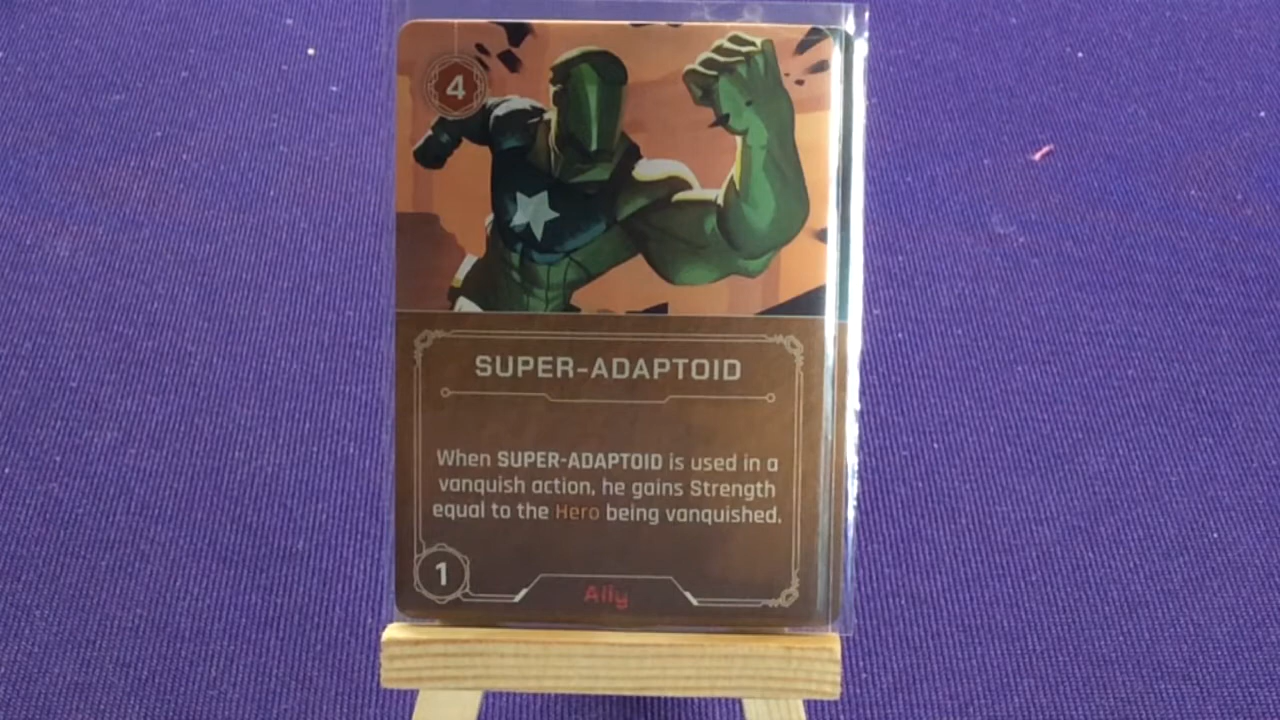 4
SUPER-ADAPTOID
When SUPER-ADAPTOID is used in a
vanquish action, he gains Strength
equal to the Hero being vanquished.
1
Ally